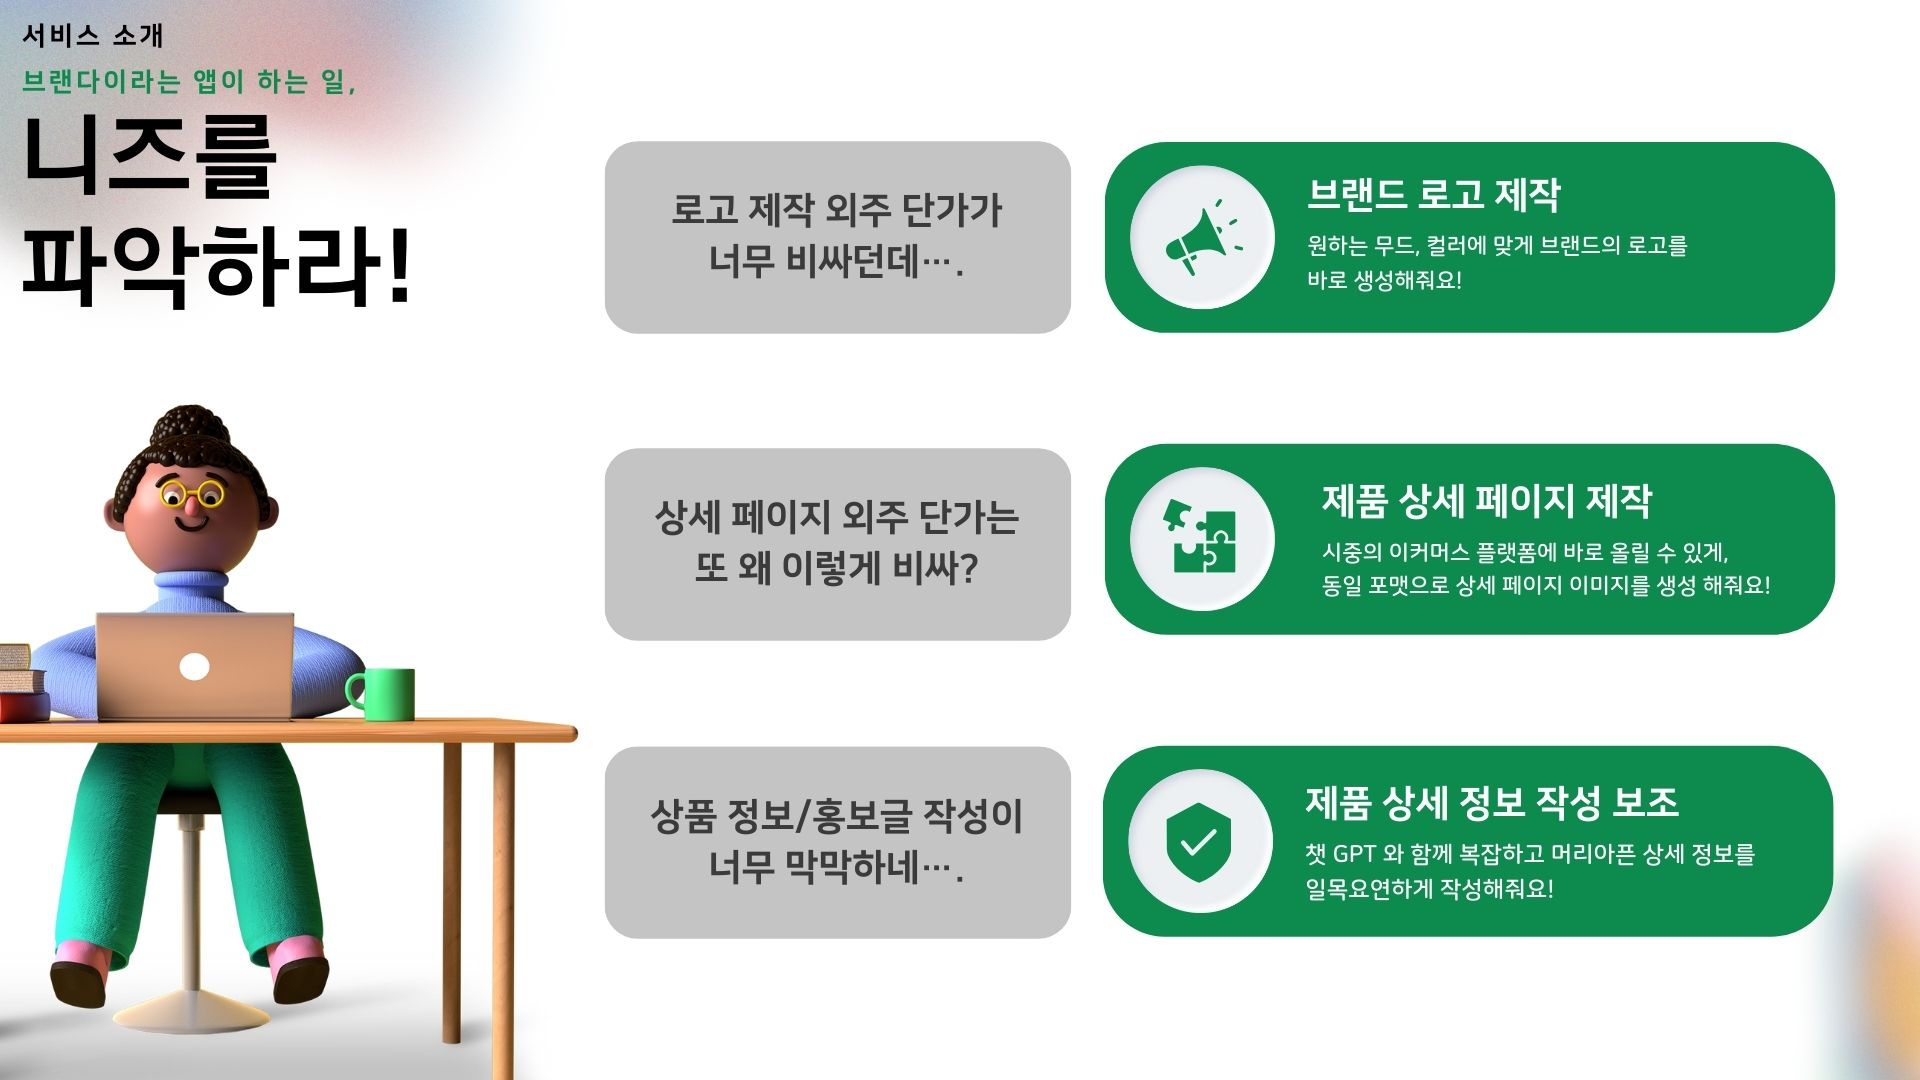 서비스 소개
브랜다이라는 앱이 하는 일,
니즈를
파악하라!
로고 제작 외주 단가가
너무 비싸던데….
브랜드 로고 제작
원하는 무드, 컬러에 맞게 브랜드의 로고를
바로 생성해줘요!
상세 페이지 외주 단가는
또 왜 이렇게 비싸?
제품 상세 페이지 제작
시중의 이커머스 플랫폼에 바로 올릴 수 있게,
동일 포맷으로 상세 페이지 이미지를 생성 해줘요!
상품 정보/홍보글 작성이
너무 막막하네….
제품 상세 정보 작성 보조
챗 GPT 와 함께 복잡하고 머리아픈 상세 정보를
일목요연하게 작성해줘요!